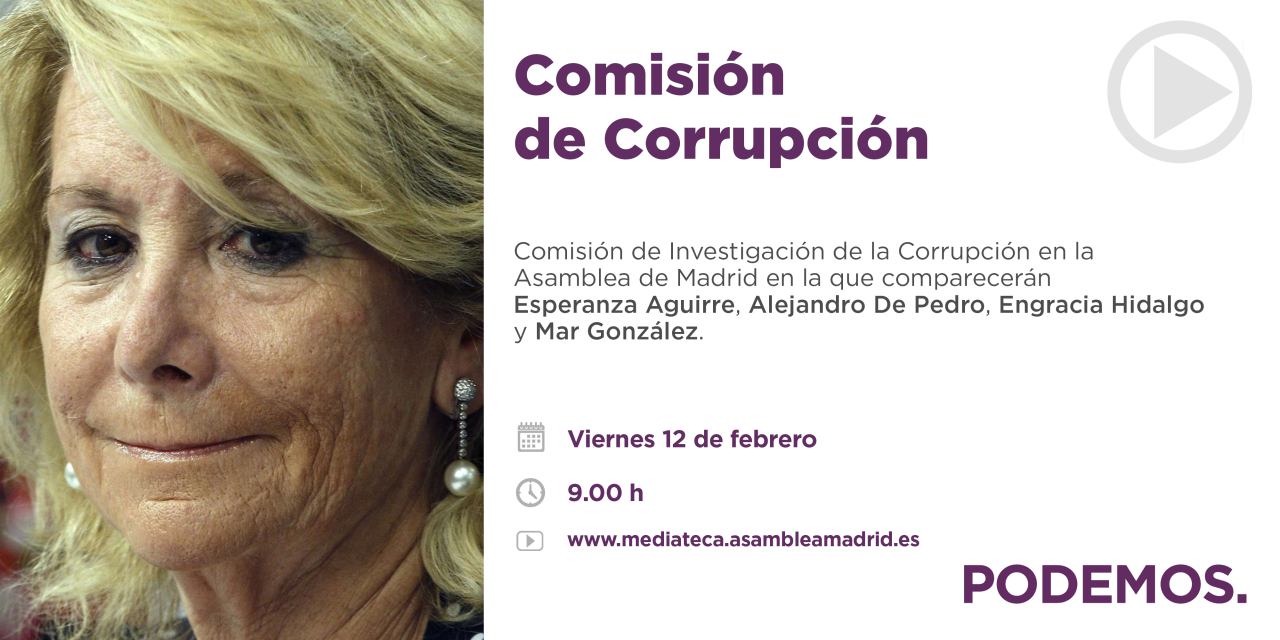 Comisión
de Corrupción
Comisión de Investigación de la Corrupción en la
Asamblea de Madrid en la que comparecerán
Esperanza Aguirre, Alejandro De Pedro, Engracia Hidalgo
y Mar González.
Viernes 12 de febrero
9.00 h
www.mediateca.asambleamadrid.es
PODEMOS.